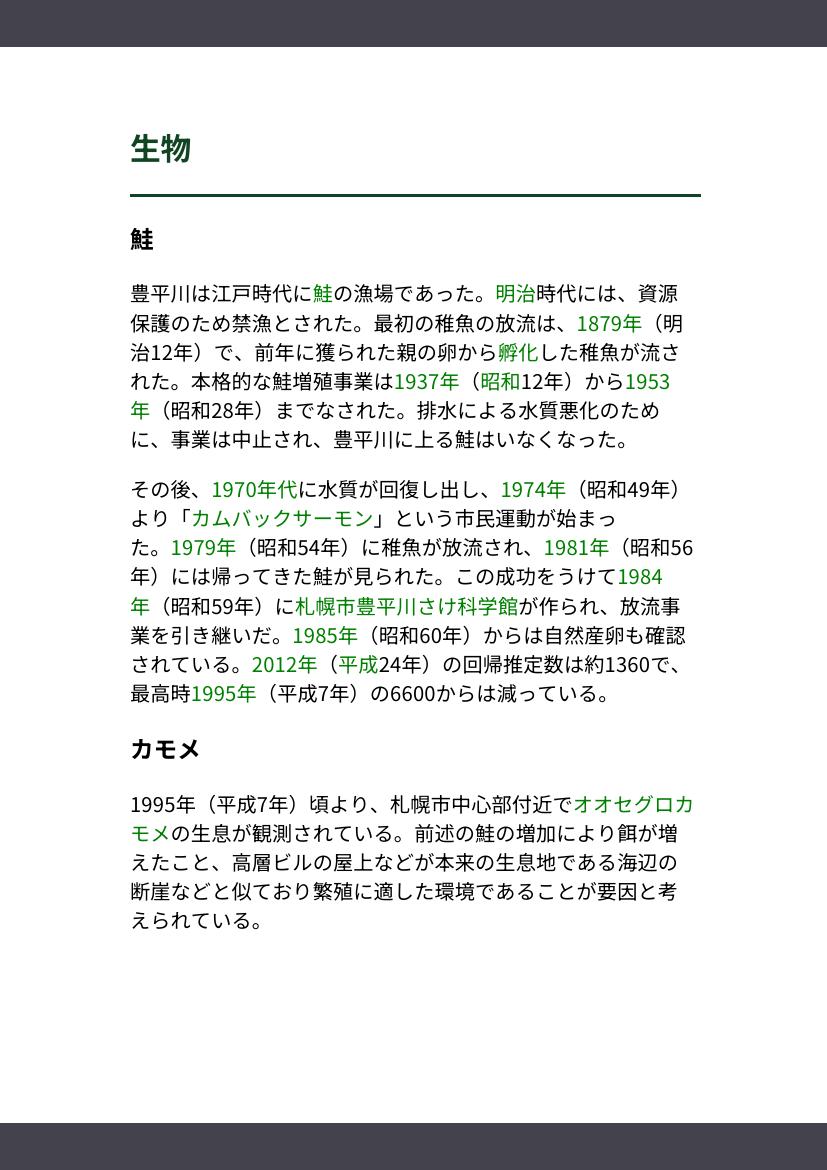 生物
鮭
豊平川は江戸時代に鮭の漁場であった。明治時代には、資源
保護のため禁漁とされた。最初の稚魚の放流は、1879年（明
治12年）で、前年に獲られた親の卵から孵化した稚魚が流さ
れた。本格的な鮭増殖事業は1937年（昭和12年）から1953
年（昭和28年）までなされた。排水による水質悪化のため
に、事業は中止され、豊平川に上る鮭はいなくなった。
その後、1970年代に水質が回復し出し、1974年（昭和49年）
より「カムバックサーモン」という市民運動が始まっ
た。1979年（昭和54年）に稚魚が放流され、1981年（昭和56
年）には帰ってきた鮭が見られた。この成功をうけて1984
年（昭和59年）に札幌市豊平川さけ科学館が作られ、放流事
業を引き継いだ。1985年（昭和60年）からは自然産卵も確認
されている。2012年（平成24年）の回帰推定数は約1360で、
最高時1995年（平成7年）の6600からは減っている。
カモメ
1995年（平成7年）頃より、札幌市中心部付近でオオセグロカ
モメの生息が観測されている。前述の鮭の増加により餌が増
えたこと、高層ビルの屋上などが本来の生息地である海辺の
断崖などと似ており繁殖に適した環境であることが要因と考
えられている。